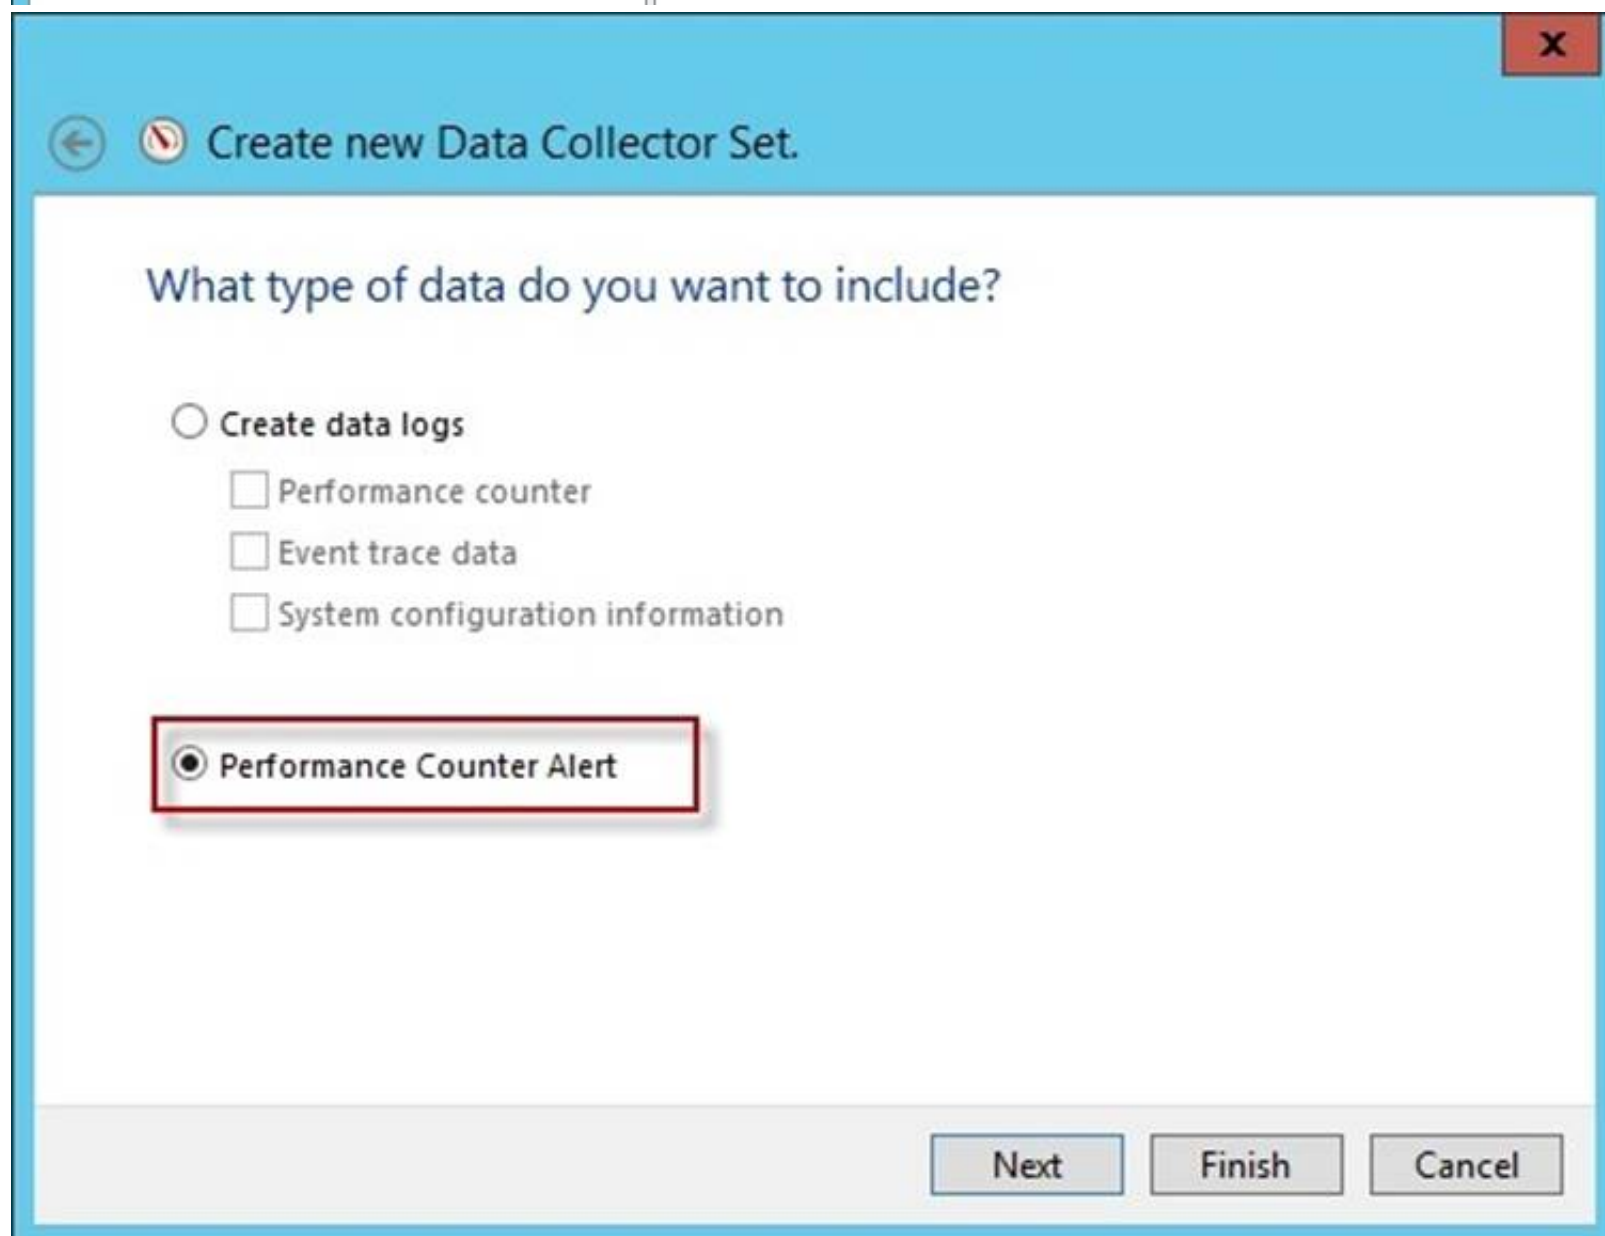 x
Create new Data Collector Set.
What type of data do you want to include?
Create data logs
Performance counter
Event trace data
System configuration information
Performance Counter Alert
Next Finish Cancel